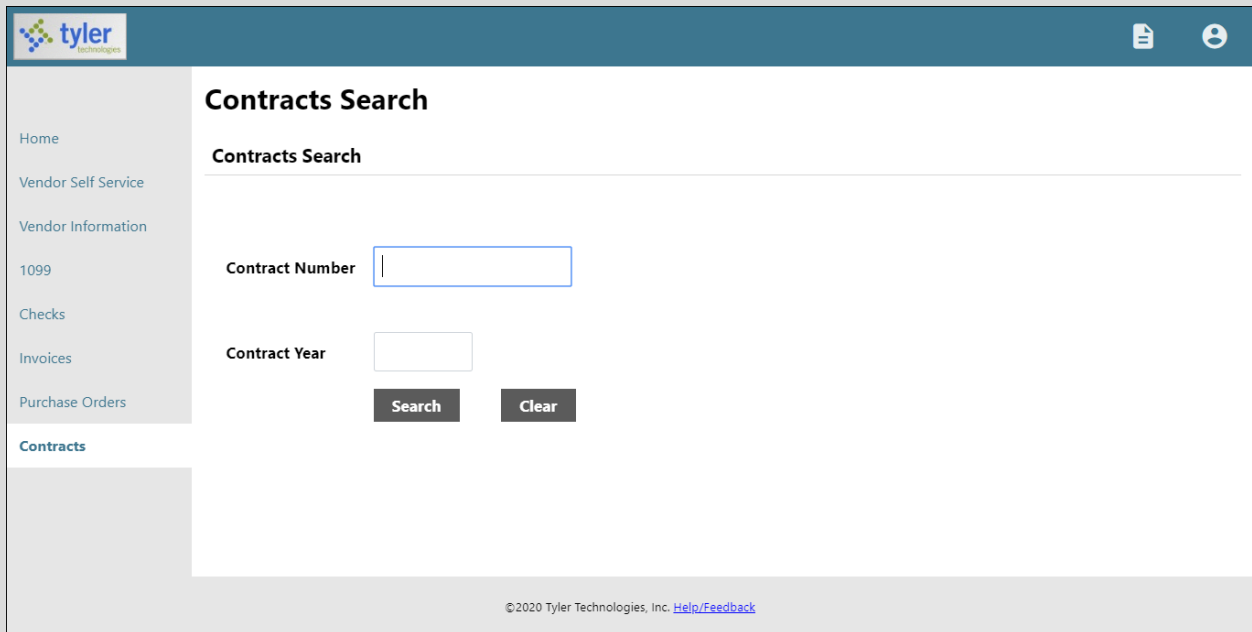 tyler
technologies
Contracts Search
Home
Contracts Search
Vendor Self Service
Vendor Information
1099
Contract Number
Checks
Invoices
Contract Year
Purchase Orders
Search Clear
Contracts
©2020 Tyler Technologies, Inc. Help/Feedback